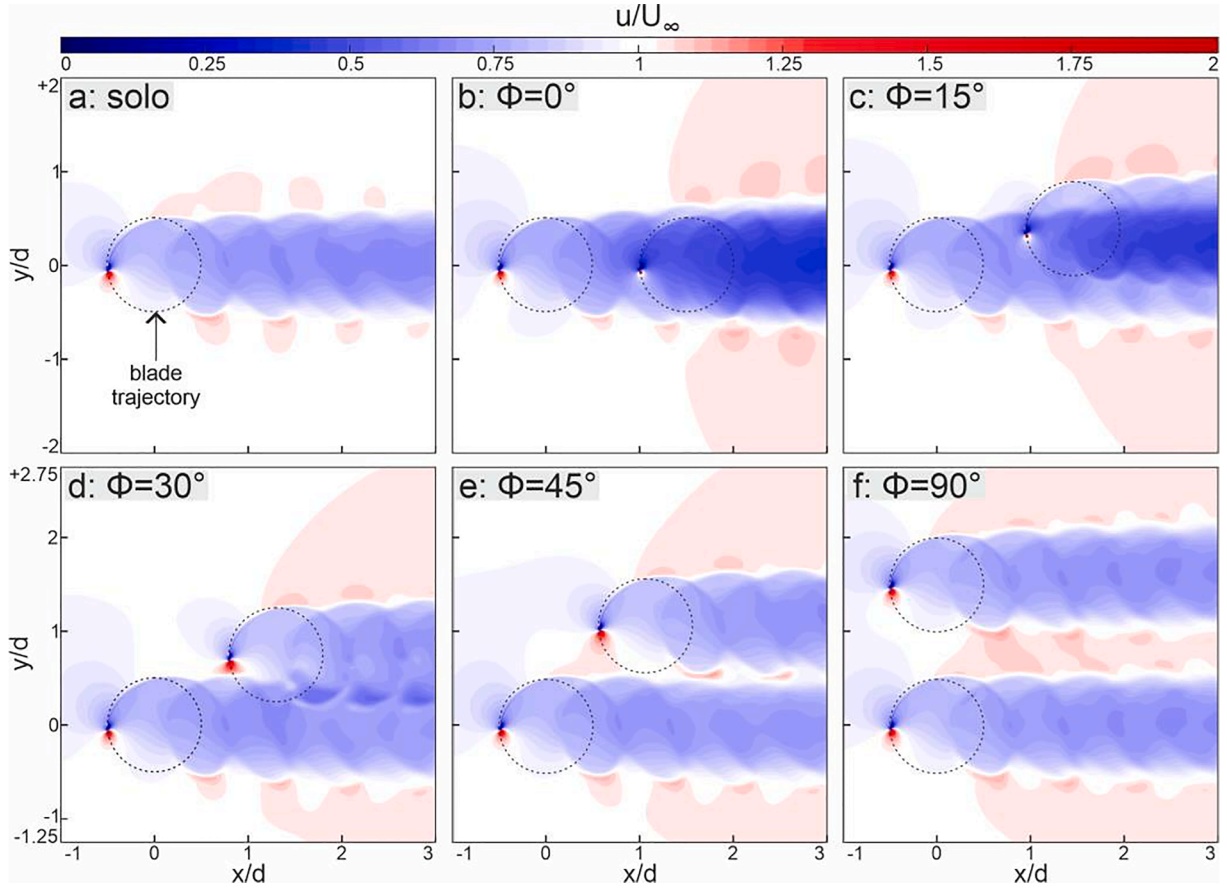 u/U∞
0 0.25 0.5 0.75 1 1.25 1.5 1.75 2
a: solo b: Φ=0° c: Φ=15°
+2
1
0
-1
-2
y/d
blade
trajectory
d: Φ=30° e: Φ=45° f: Φ=90°
+2.75
2
1
0
-1
-1.25
y/d
-1 0 1 2 3 -1 0 1 2 3 -1 0 1 2 3
x/d x/d x/d